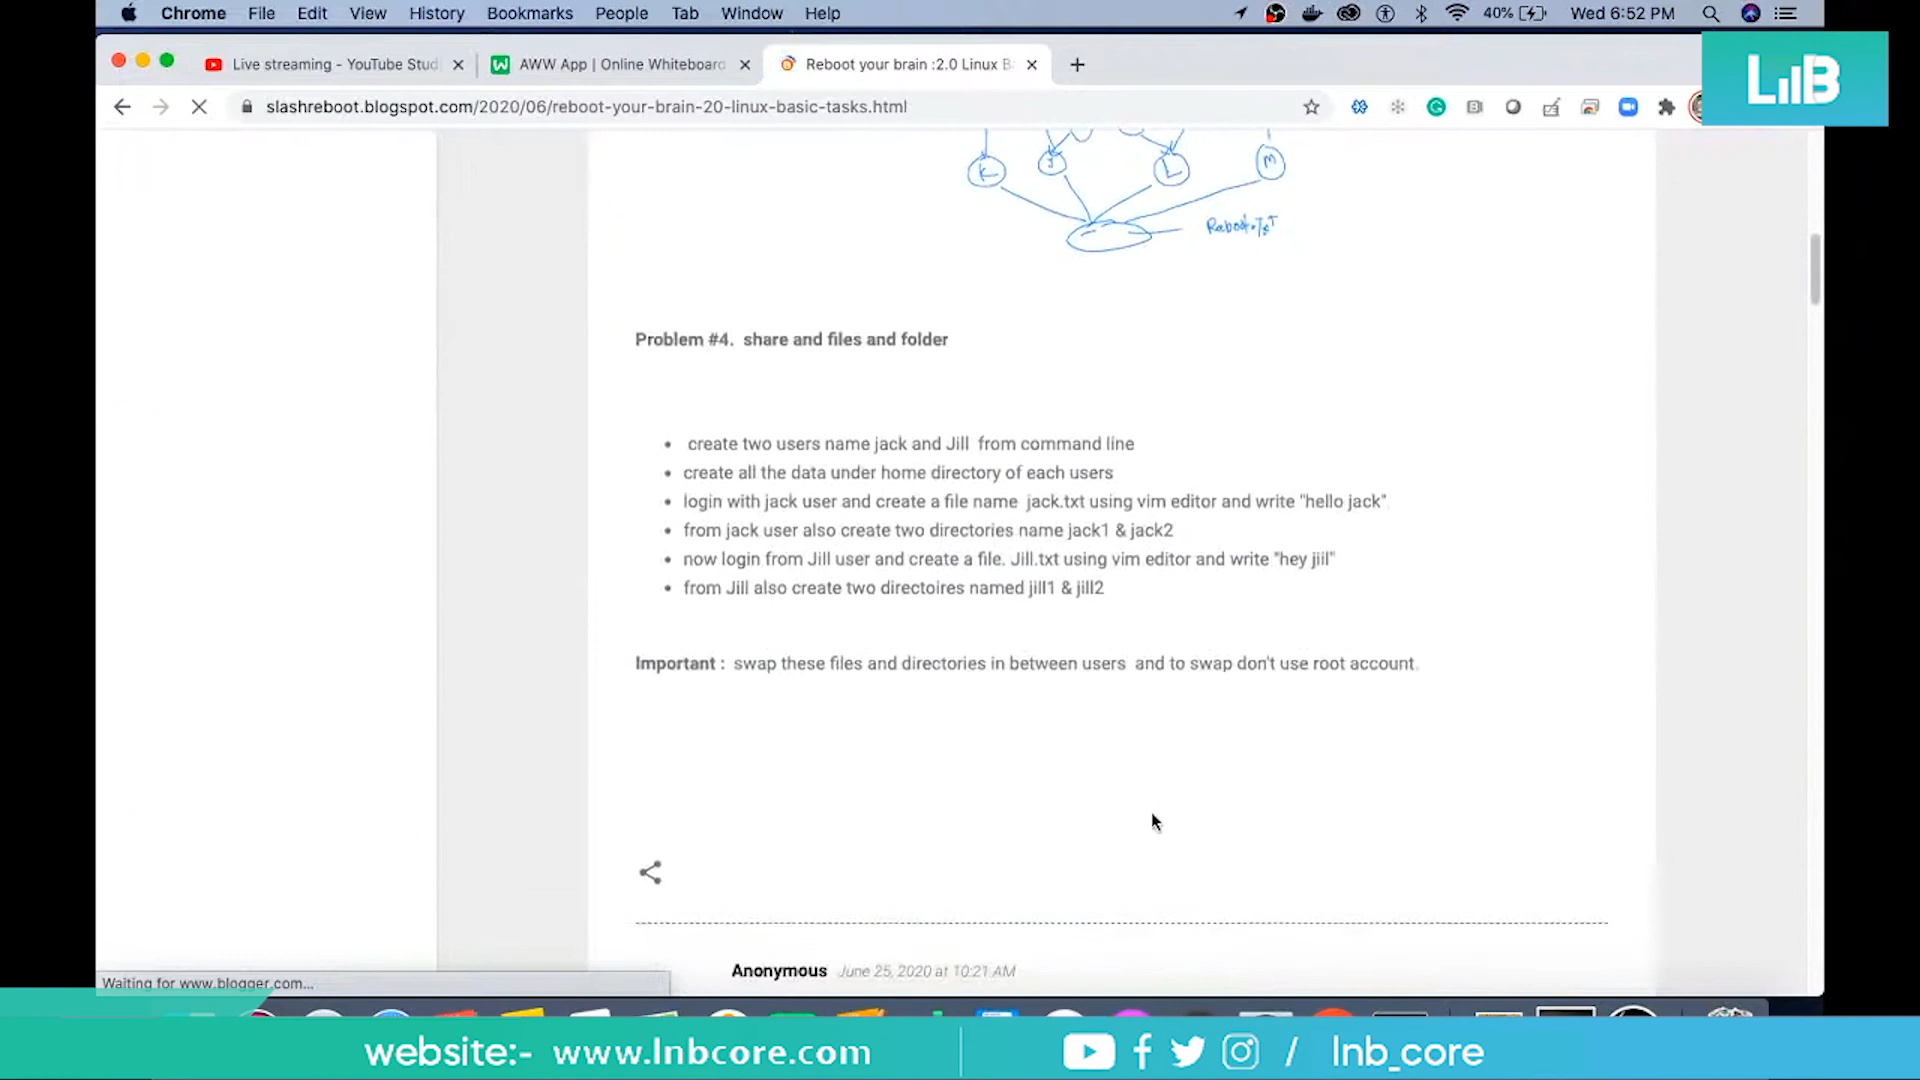 Chrome File Edit View History Bookmarks People Tab Window Help 40% Wed 6:52 PM
LNB
Live streaming - YouTube Stud
AWW App | Online Whiteboard
Reboot your brain :2.0 Linux B
slashreboot.blogspot.com/2020/06/reboot-your-brain-20-linux-basic-tasks.html
K J L M
Problem #4. share and files and folder
• create two users name jack and Jill from command line
• create all the data under home directory of each users
• login with jack user and create a file name jack.txt using vim editor and write "hello jack".
• from jack user also create two directories name jack1 & jack2
• now login from Jill user and create a file. Jill.txt using vim editor and write "hey jiil"
• from Jill also create two directoires named jill1 & jill2
Important : swap these files and directories in between users and to swap don't use root account.
Anonymous June 25, 2020 at 10:21 AM
Waiting for www.blogger.com...
website:- www.lnbcore.com / lnb_core